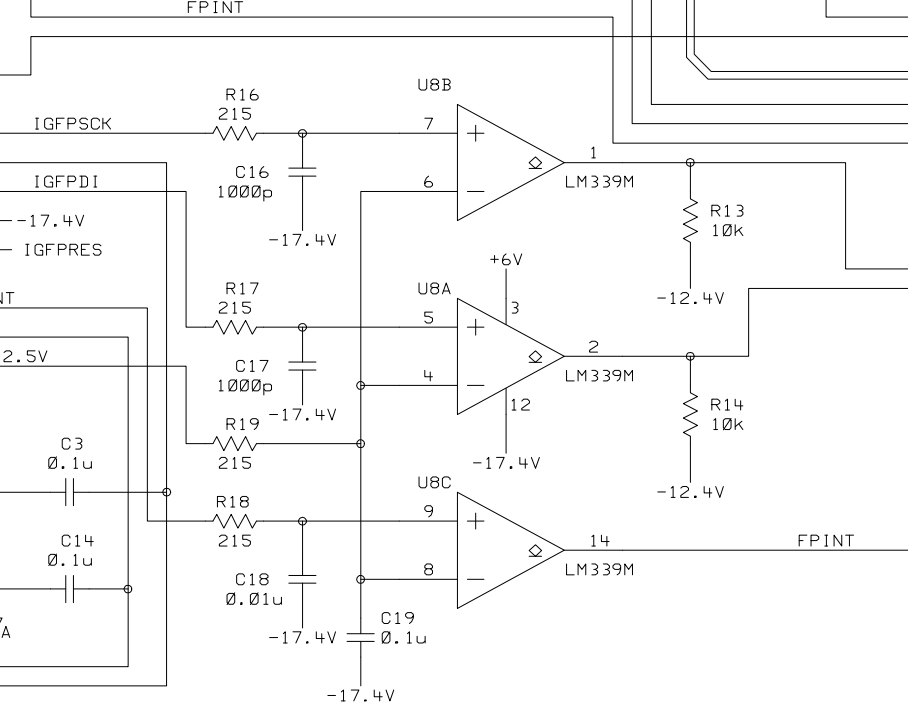 FPINT
U8B
R16
215
IGFPSCK
7
1
C16
1000p
6
LM339M
IGFPDI
R13
10k
-17.4V
-17.4V
IGFPRES
+6V
R17
215
U8A
-12.4V
NT
3
5
2
2.5V
C17
1000p
4
LM339M
12
R14
10k
-17.4V
R19
215
C3
0.1u
-17.4V
U8C
-12.4V
R18
215
9
14
FPINT
C14
0.1u
8
LM339M
C18
0.01u
C19
0.1u
A
-17.4V
-17.4V